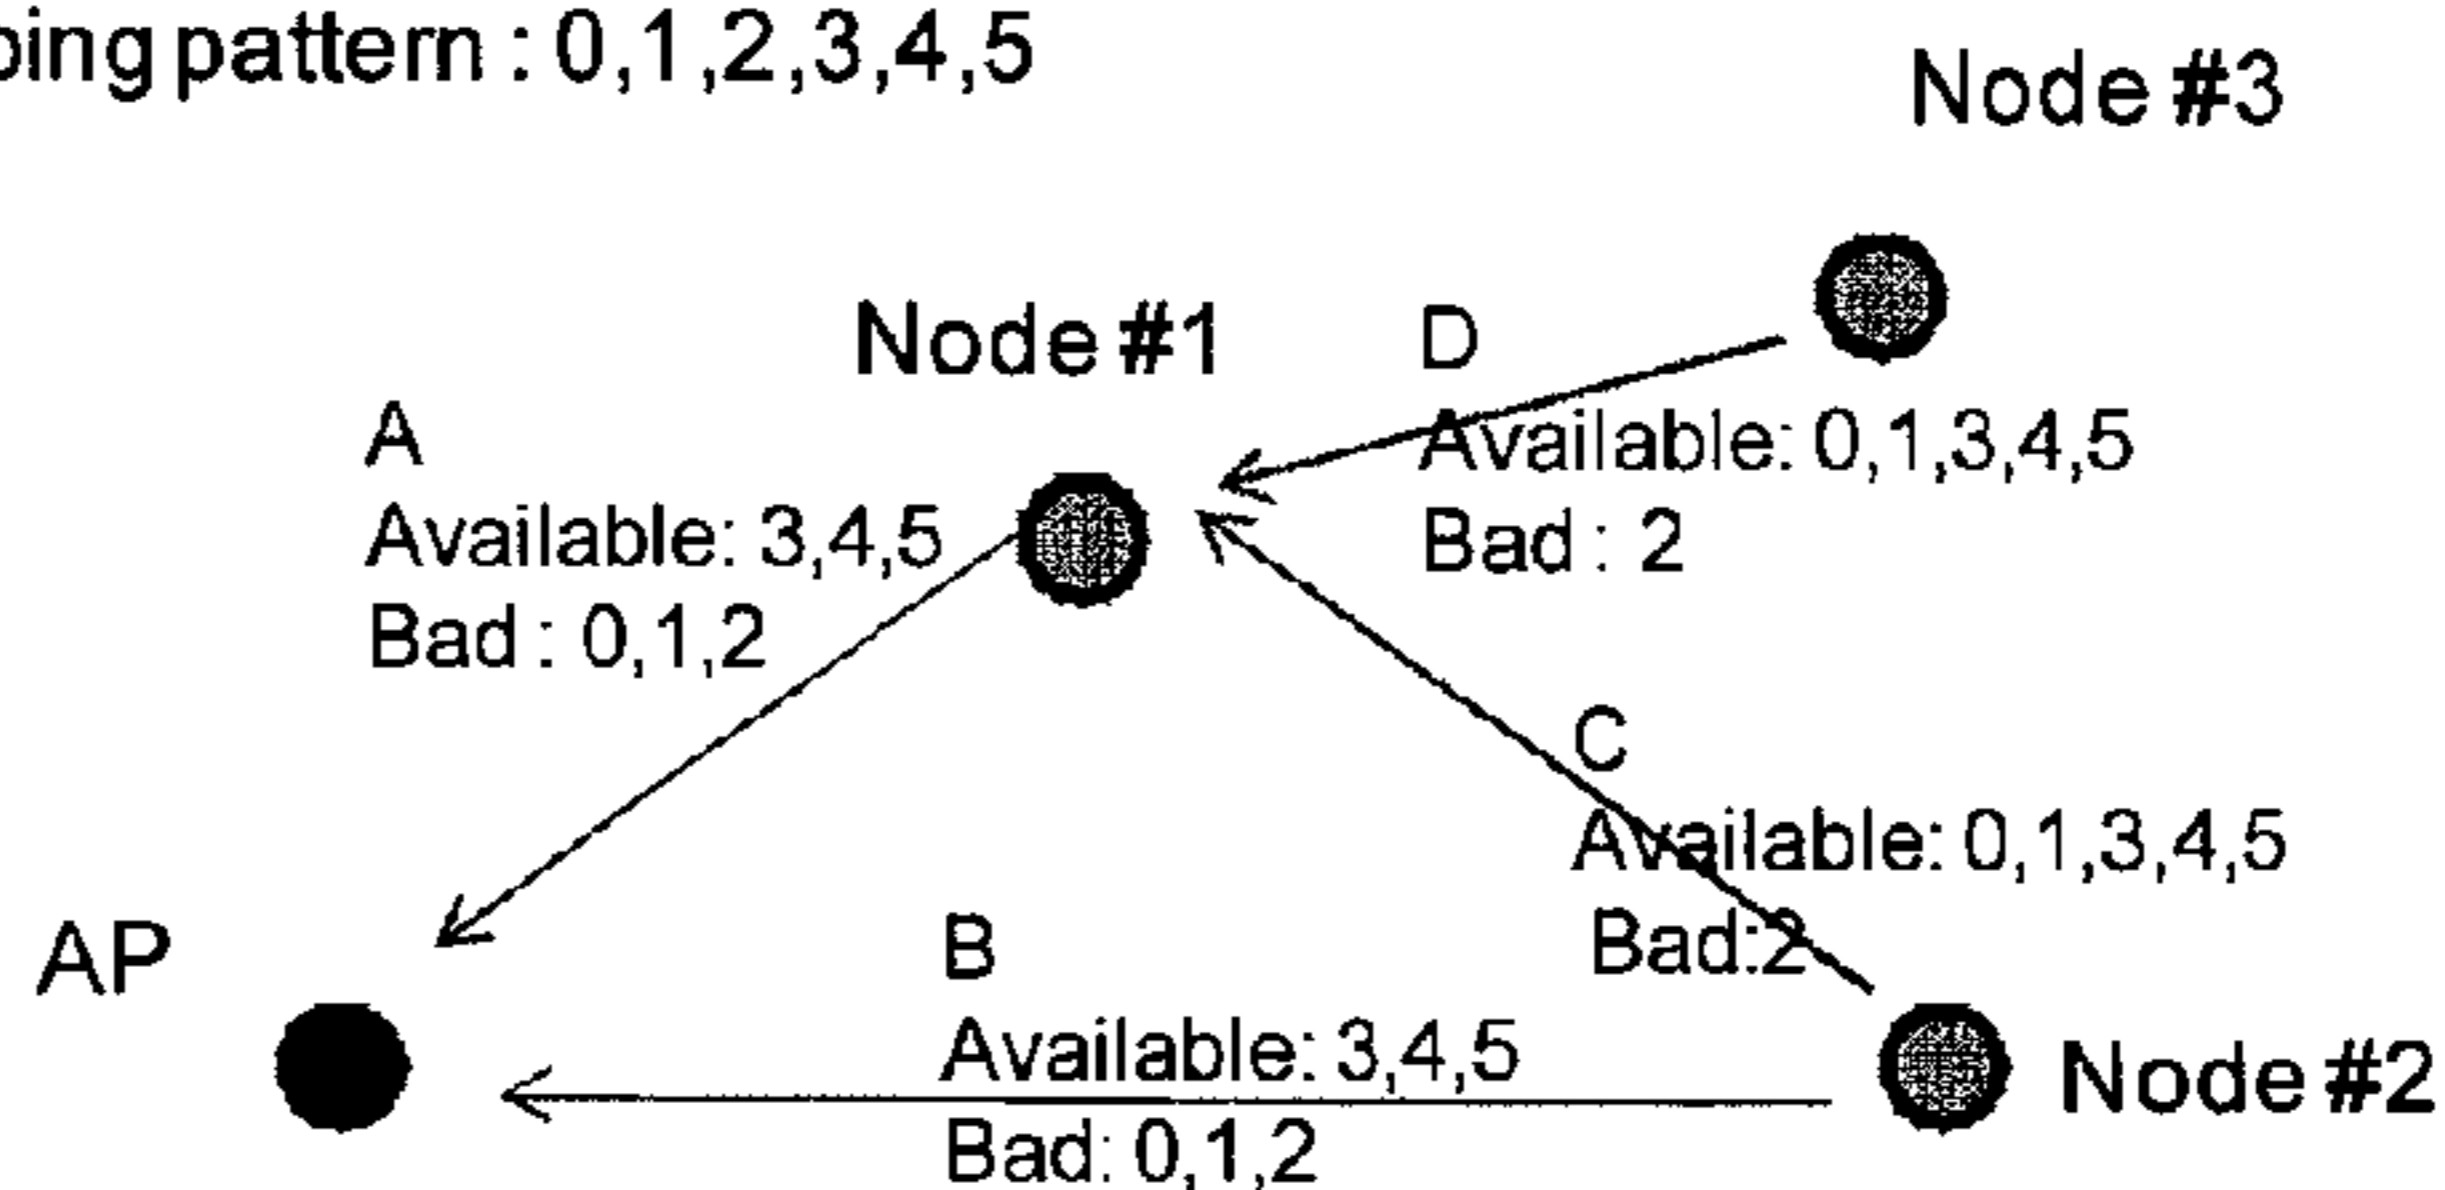 ping pattern : 0,1,2,3,4,5
Node #3
Node #1
D
A
Available: 0,1,3,4,5
Available: 3,4,5
Bad : 2
Bad : 0,1,2
C
Available: 0,1,3,4,5
AP
B
Bad:2
Available: 3,4,5
Node #2
Bad: 0,1,2